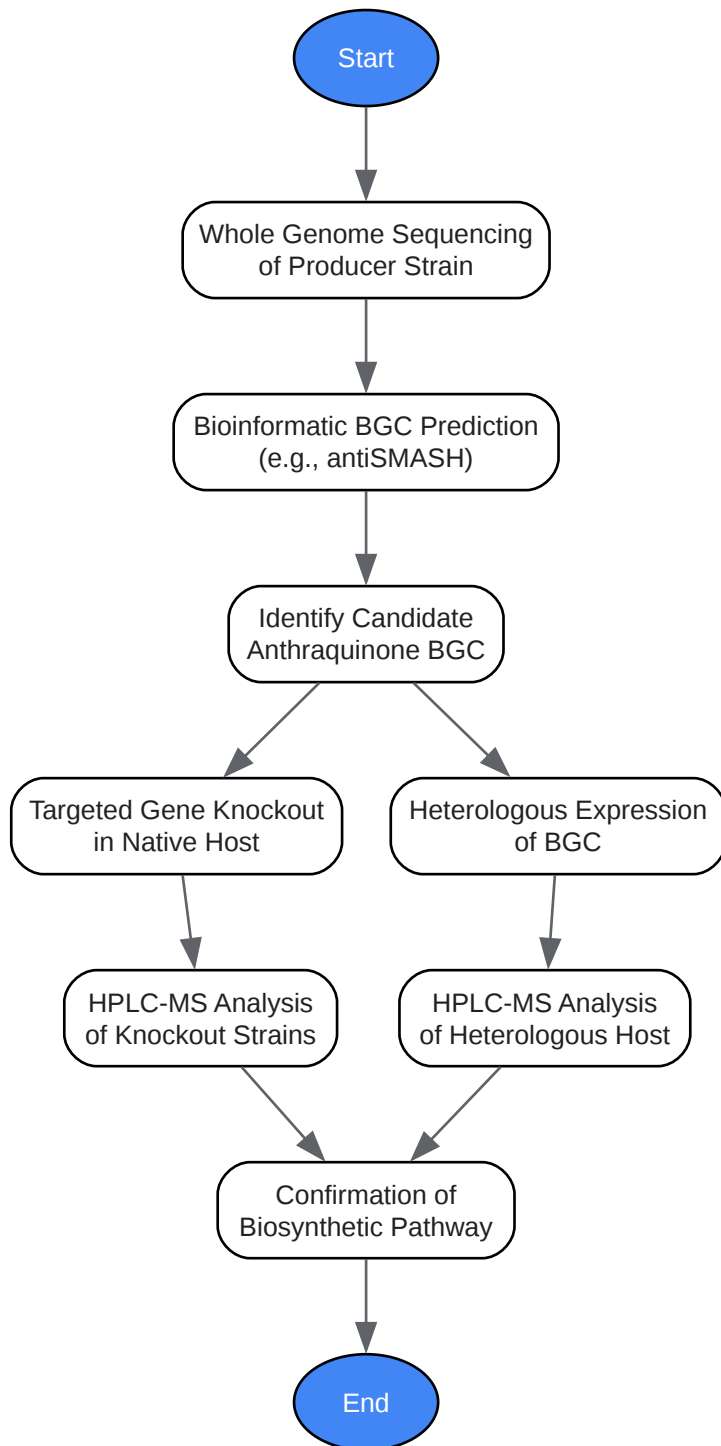 Start
Whole Genome Sequencing
of Producer Strain
Bioinformatic BGC Prediction
(e.g., antiSMASH)
Identify Candidate
Anthraquinone BGC
Targeted Gene Knockout
in Native Host
Heterologous Expression
of BGC
HPLC-MS Analysis
of Knockout Strains
HPLC-MS Analysis
of Heterologous Host
Confirmation of
Biosynthetic Pathway
End